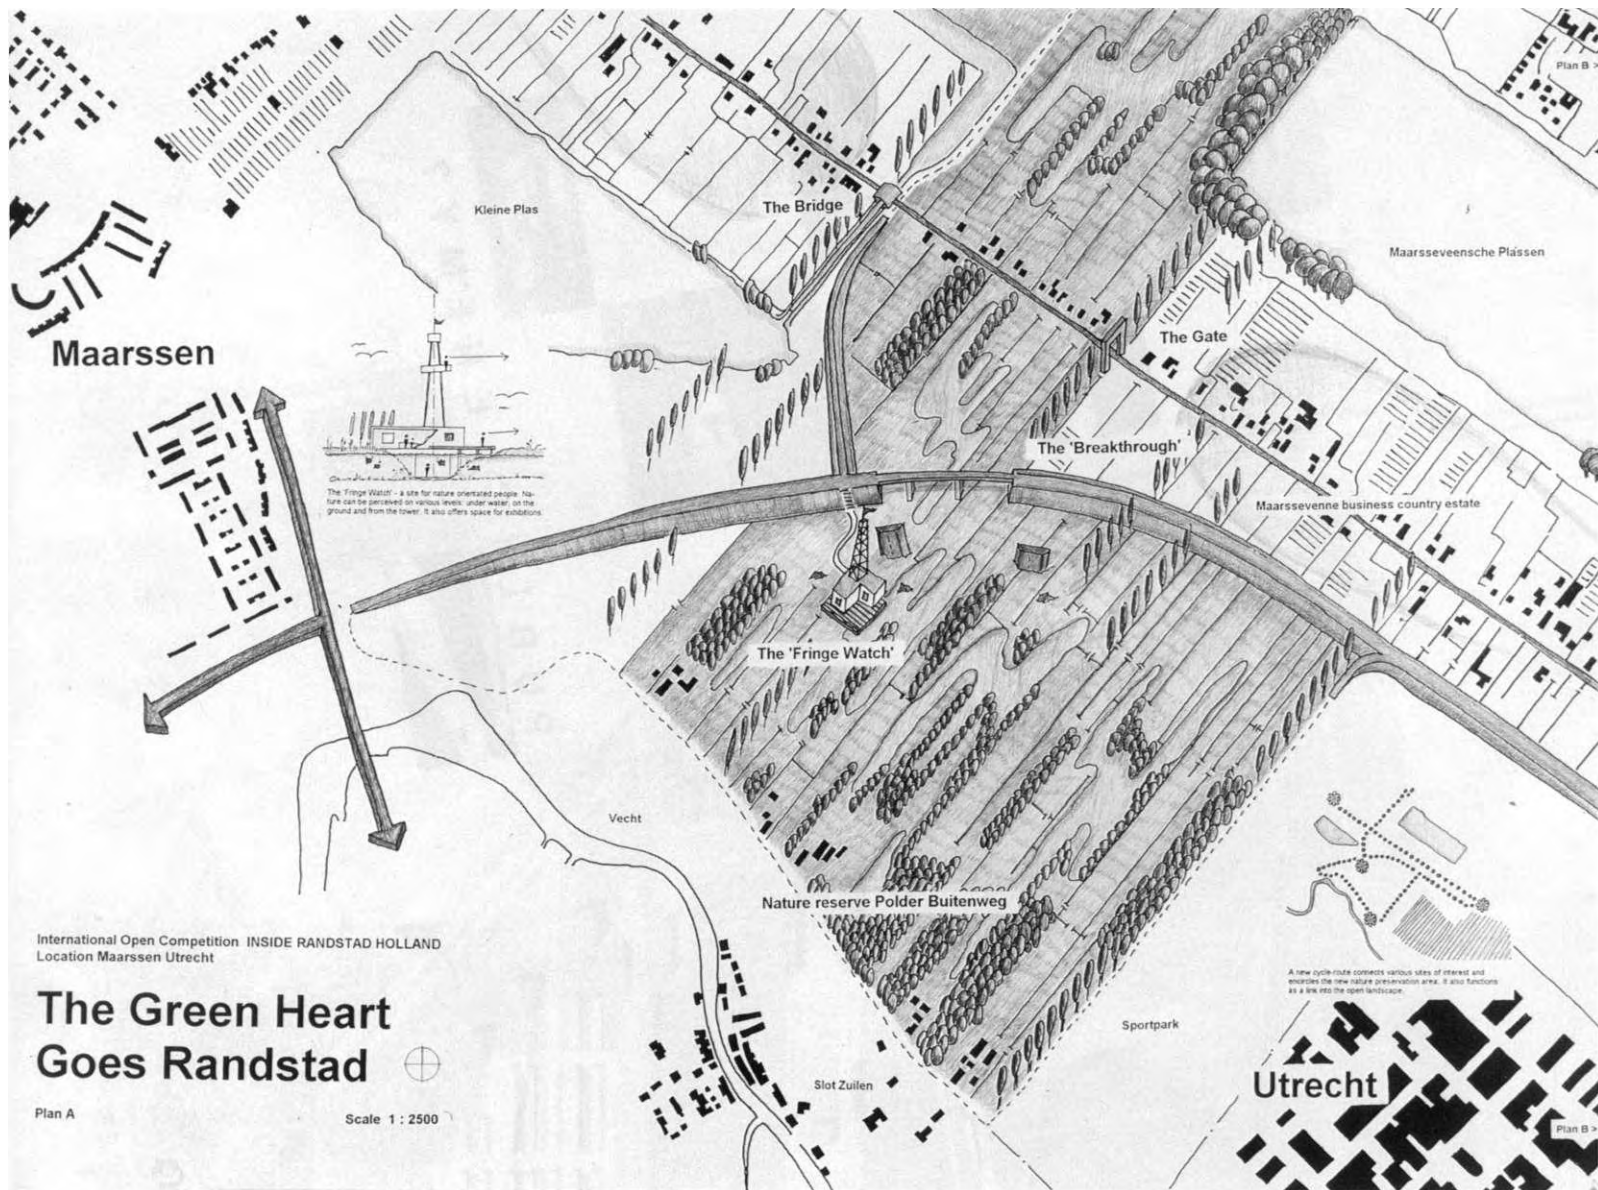 Plan B >
Kleine Plas
The Bridge
Maarsseveensche Plassen
The Gate
Maarssen
The 'Breakthrough'
The 'Fringe Watch' - a site for nature orientated people. Na-
ture can be perceived on various levels: under water, on the
ground and from the tower. It also offers space for exhibitions.
Maarssevenne business country estate
The 'Fringe Watch'
Vecht
Nature reserve Polder Buitenweg
International Open Competition INSIDE RANDSTAD HOLLAND
Location Maarssen Utrecht
The Green Heart
Goes Randstad
Plan A
Scale 1 : 2500
A new cycle-route connects various sites of interest and
encircles the new nature preservation area. It also functions
as a link into the open landscape.
Sportpark
Slot Zuilen
Utrecht
Plan B >